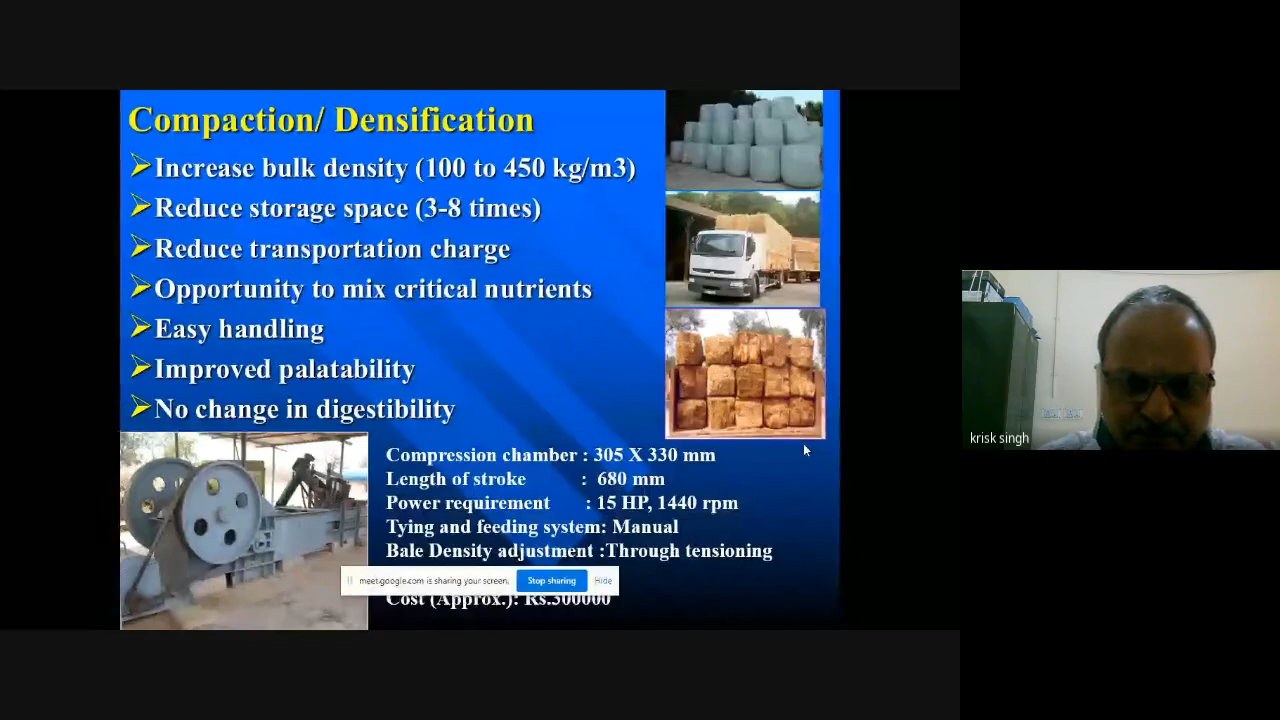 Compaction/ Densification
Increase bulk density (100 to 450 kg/m3)
Reduce storage space (3-8 times)
Reduce transportation charge
Opportunity to mix critical nutrients
Easy handling
Improved palatability
No change in digestibility
Compression chamber : 305 X 330 mm
Length of stroke : 680 mm
Power requirement : 15 HP, 1440 rpm
Tying and feeding system: Manual
Bale Density adjustment :Through tensioning
meet.google.com is sharing your screen. Stop sharing Hide
Cost (Approx.): Rs.300000
krisk singh